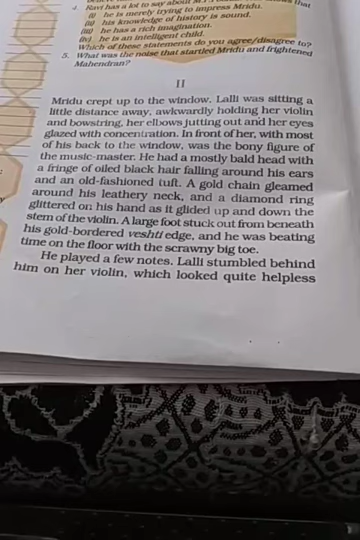 4. Ravi has a lot to say about M.P.'s that
(i) he is merely trying to impress Mridu.
(ii) his knowledge of history is sound.
(iii) he has a rich imagination.
(iv) he is an intelligent child.
Which of these statements do you agree/disagree to?
5. What was the noise that startled Mridu and frightened
Mahendran?
II
Mridu crept up to the window. Lalli was sitting a
little distance away, awkwardly holding her violin
and bowstring, her elbows jutting out and her eyes
glazed with concentration. In front of her, with most
of his back to the window, was the bony figure of
the music-master. He had a mostly bald head with
a fringe of oiled black hair falling around his ears
and an old-fashioned tuft. A gold chain gleamed
around his leathery neck, and a diamond ring
glittered on his hand as it glided up and down the
stem of the violin. A large foot stuck out from beneath
his gold-bordered veshti edge, and he was beating
time on the floor with the scrawny big toe.
He played a few notes. Lalli stumbled behind
him on her violin, which looked quite helpless